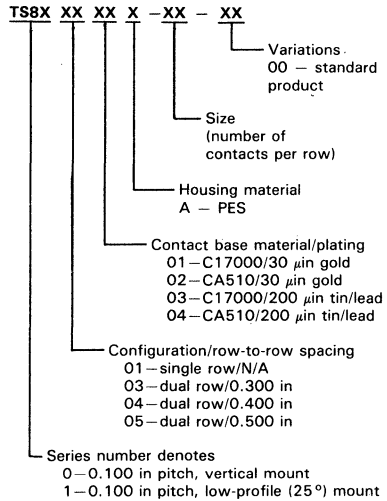 TS8X XX XX X -XX - XX
Variations
00 – standard
product
Size
(number of
contacts per row)
Housing material
A – PES
Contact base material/plating
01–C17000/30 μin gold
02–CA510/30 μin gold
03–C17000/200 μin tin/lead
04–CA510/200 μin tin/lead
Configuration/row-to-row spacing
01–single row/N/A
03–dual row/0.300 in
04–dual row/0.400 in
05–dual row/0.500 in
Series number denotes
0–0.100 in pitch, vertical mount
1–0.100 in pitch, low-profile (25°) mount